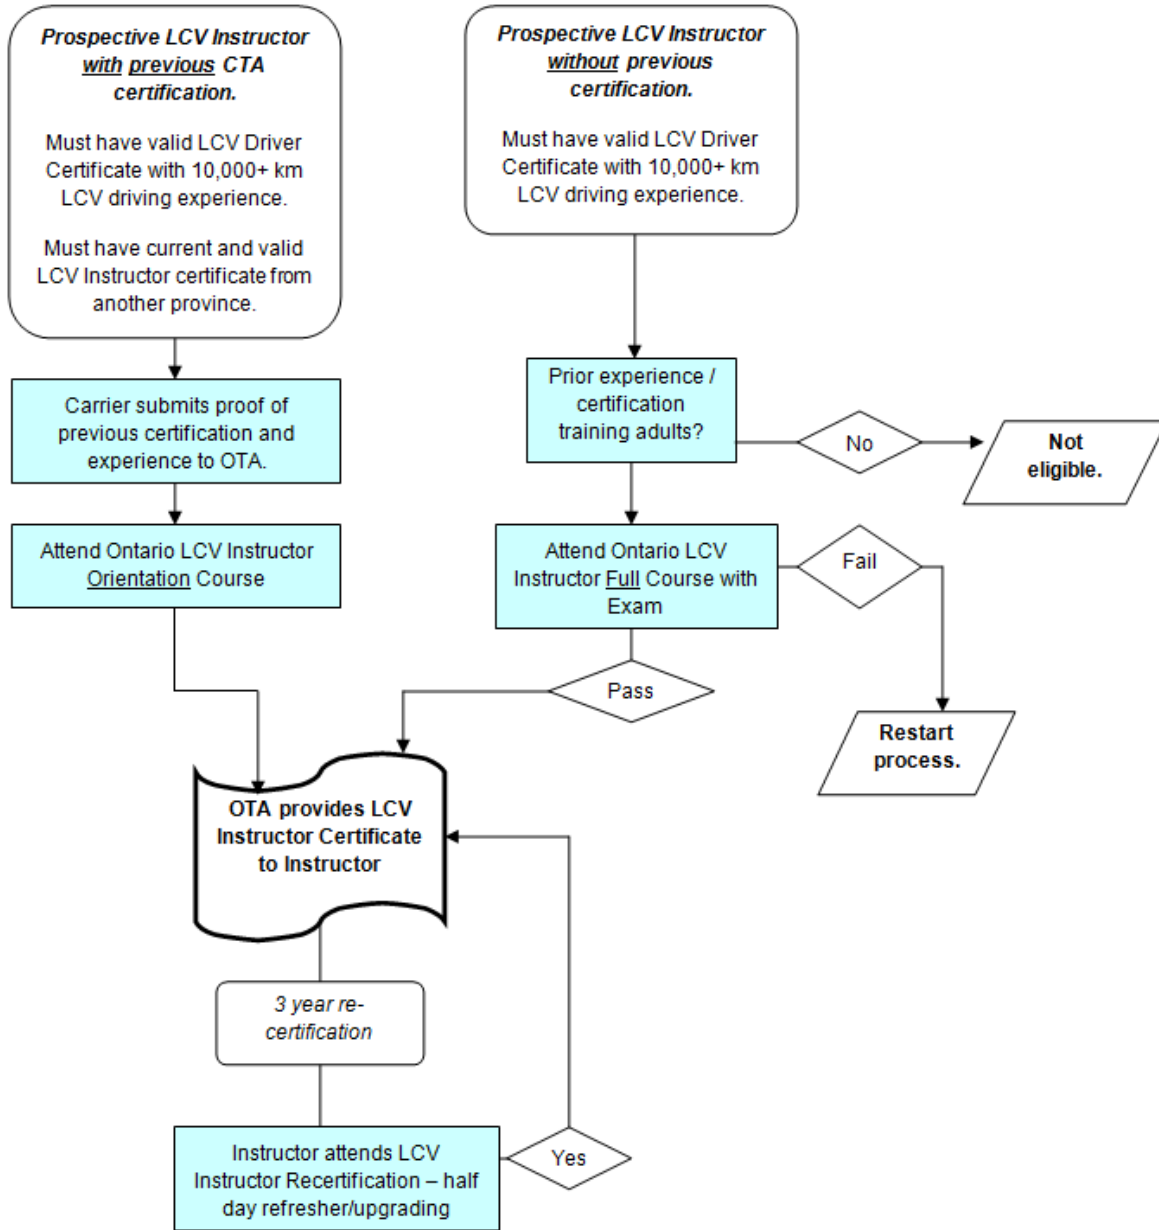 Prospective LCV Instructor
with previous CTA
certification.
Must have valid LCV Driver
Certificate with 10,000+ km
LCV driving experience.
Must have current and valid
LCV Instructor certificate from
another province.
Carrier submits proof of
previous certification and
experience to OTA.
Attend Ontario LCV Instructor
Orientation Course
Prospective LCV Instructor
without previous
certification.
Must have valid LCV Driver
Certificate with 10,000+ km
LCV driving experience.
Prior experience /
certification
training adults?
No
Not
eligible.
Attend Ontario LCV
Instructor Full Course with
Exam
Fail
Restart
process.
Pass
OTA provides LCV
Instructor Certificate
to Instructor
3 year re-
certification
Instructor attends LCV
Instructor Recertification – half
day refresher/upgrading
Yes